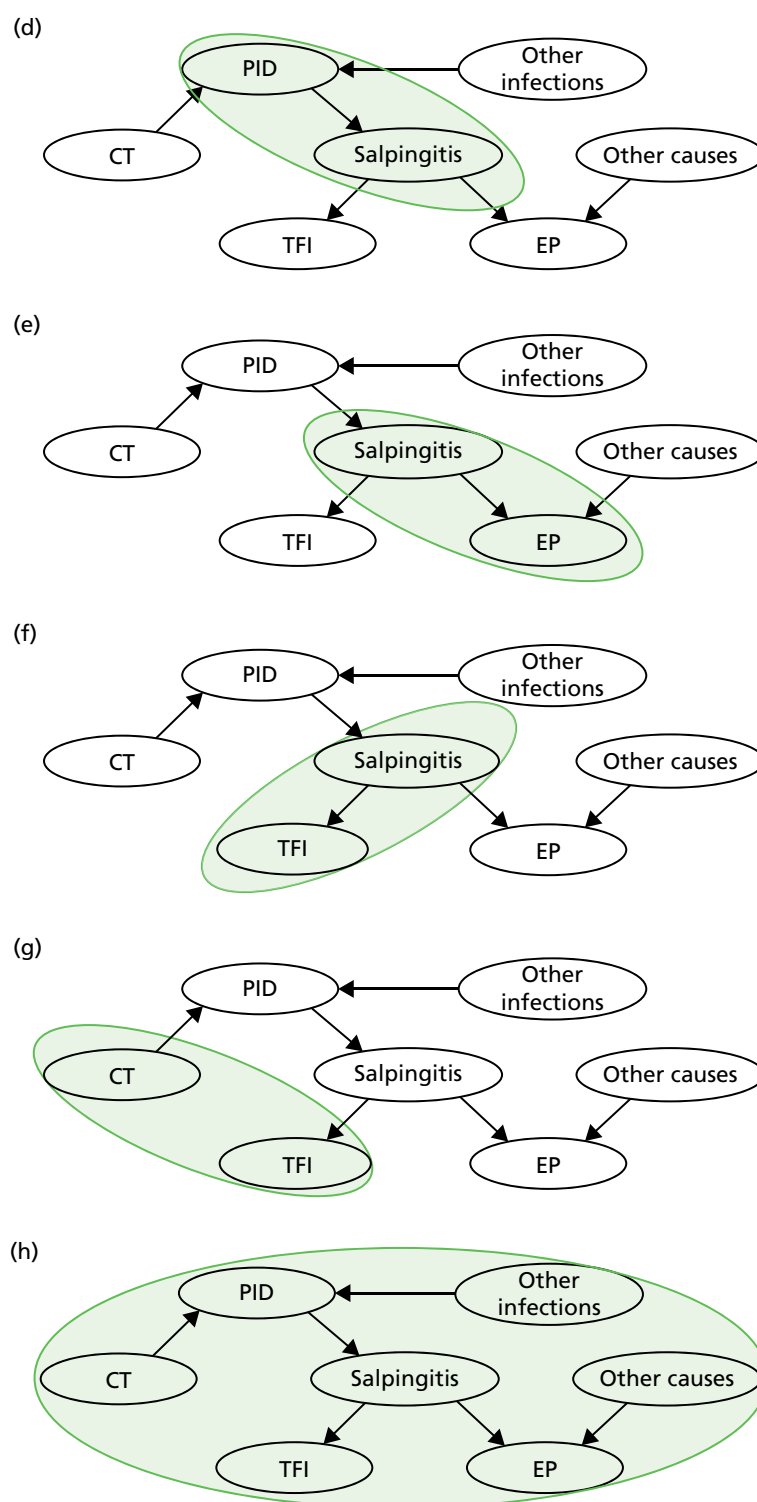 (d)
PID
Other
infections
CT
Salpingitis
Other causes
TFI
EP
(e)
PID
Other
infections
CT
Salpingitis
Other causes
TFI
EP
(f)
PID
Other
infections
CT
Salpingitis
Other causes
TFI
EP
(g)
PID
Other
infections
CT
Salpingitis
Other causes
TFI
EP
(h)
PID
Other
infections
CT
Salpingitis
Other causes
TFI
EP